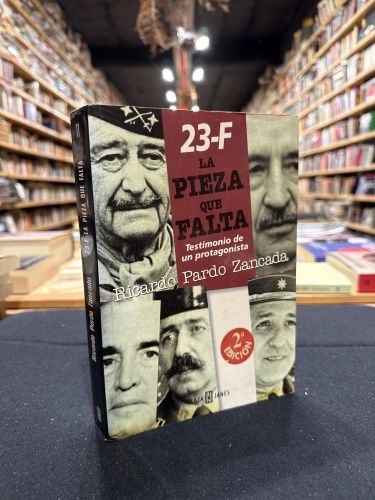 23-F LA PIEZA QUE FALTA
Ricardo Pardo Zancada
23-F
LA
PIEZA
QUE
FALTA
Testimonio de
un protagonista
Ricardo Pardo Zancada
2ª
EDICIÓN
PLAZA JANÉS